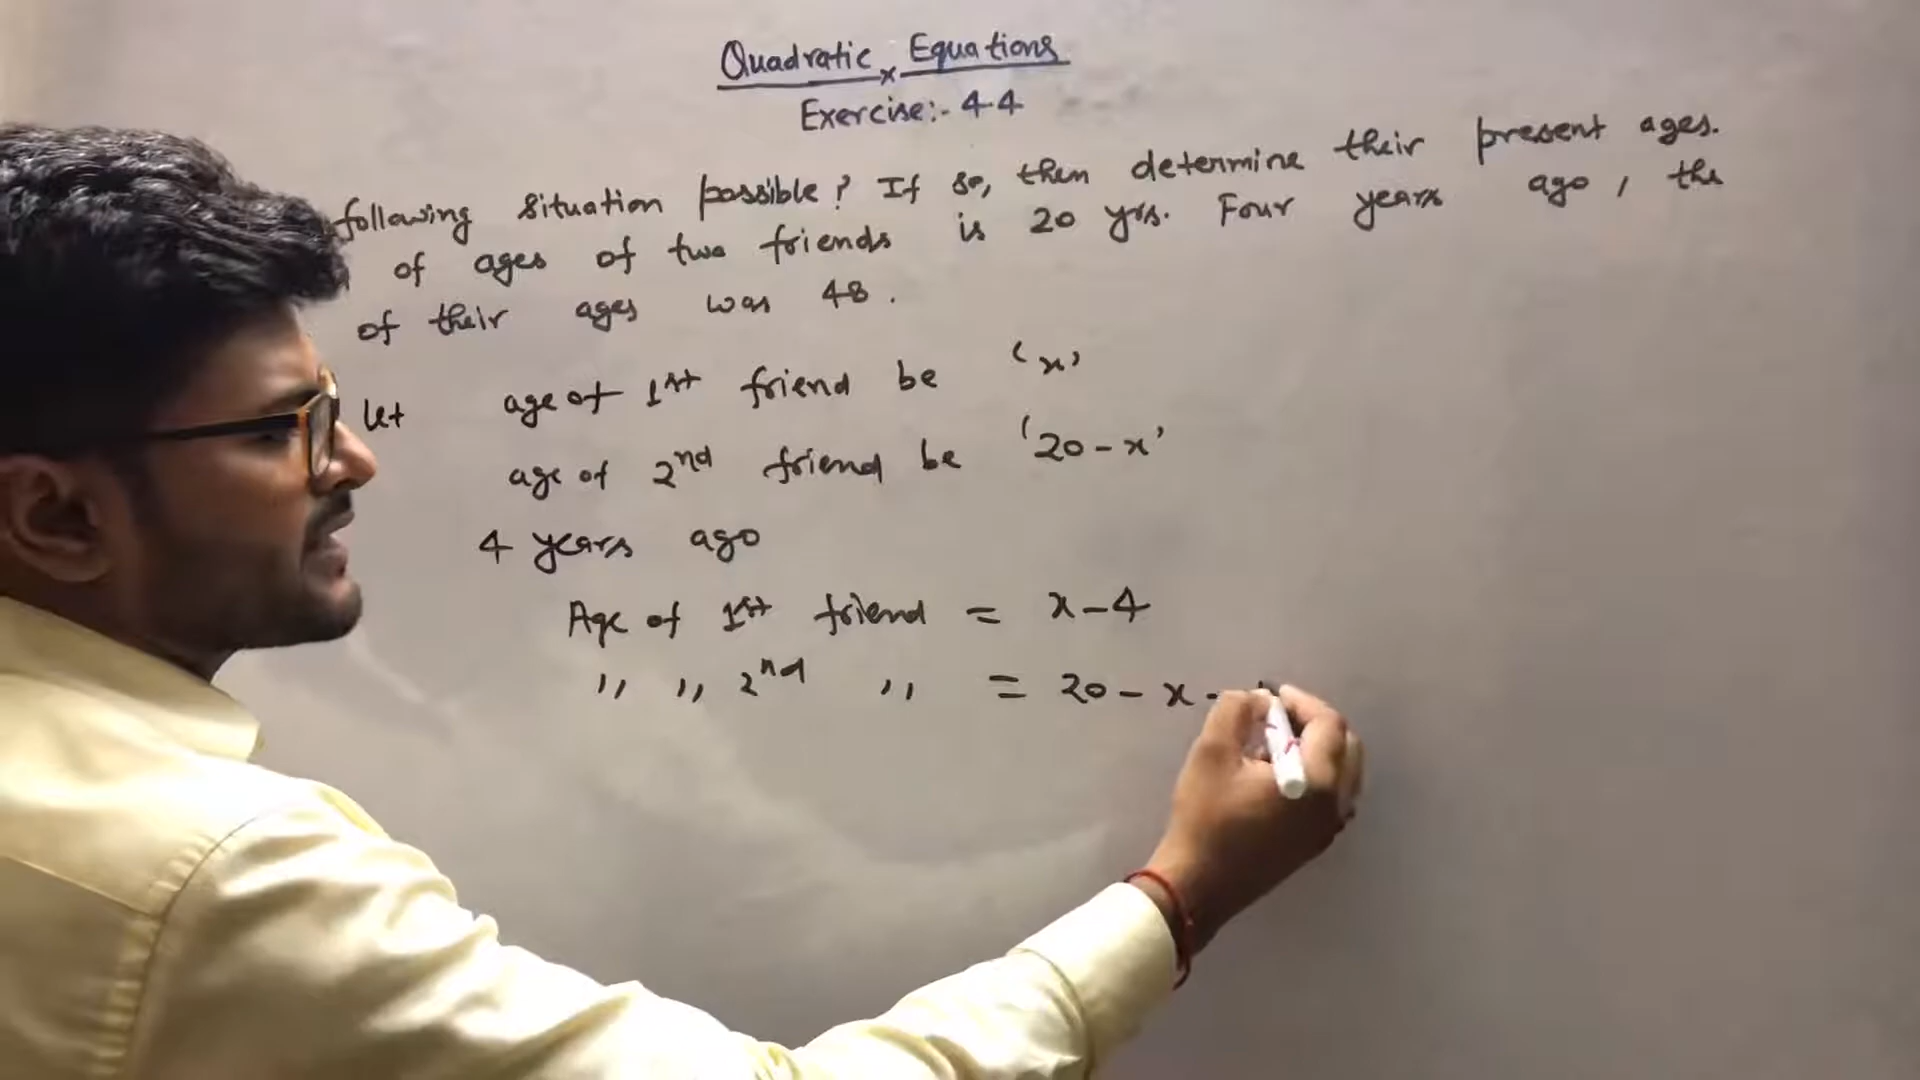 Quadratic Equations
Exercise:- 4.4
following situation possible? If so, then determine their present ages.
of ages of two friends is 20 yrs. Four years ago, the
of their ages was 48.
Let age of 1st friend be 'x'
age of 2nd friend be '20-x'
4 years ago
Age of 1st friend = x-4
,, ,, 2nd ,, = 20-x-